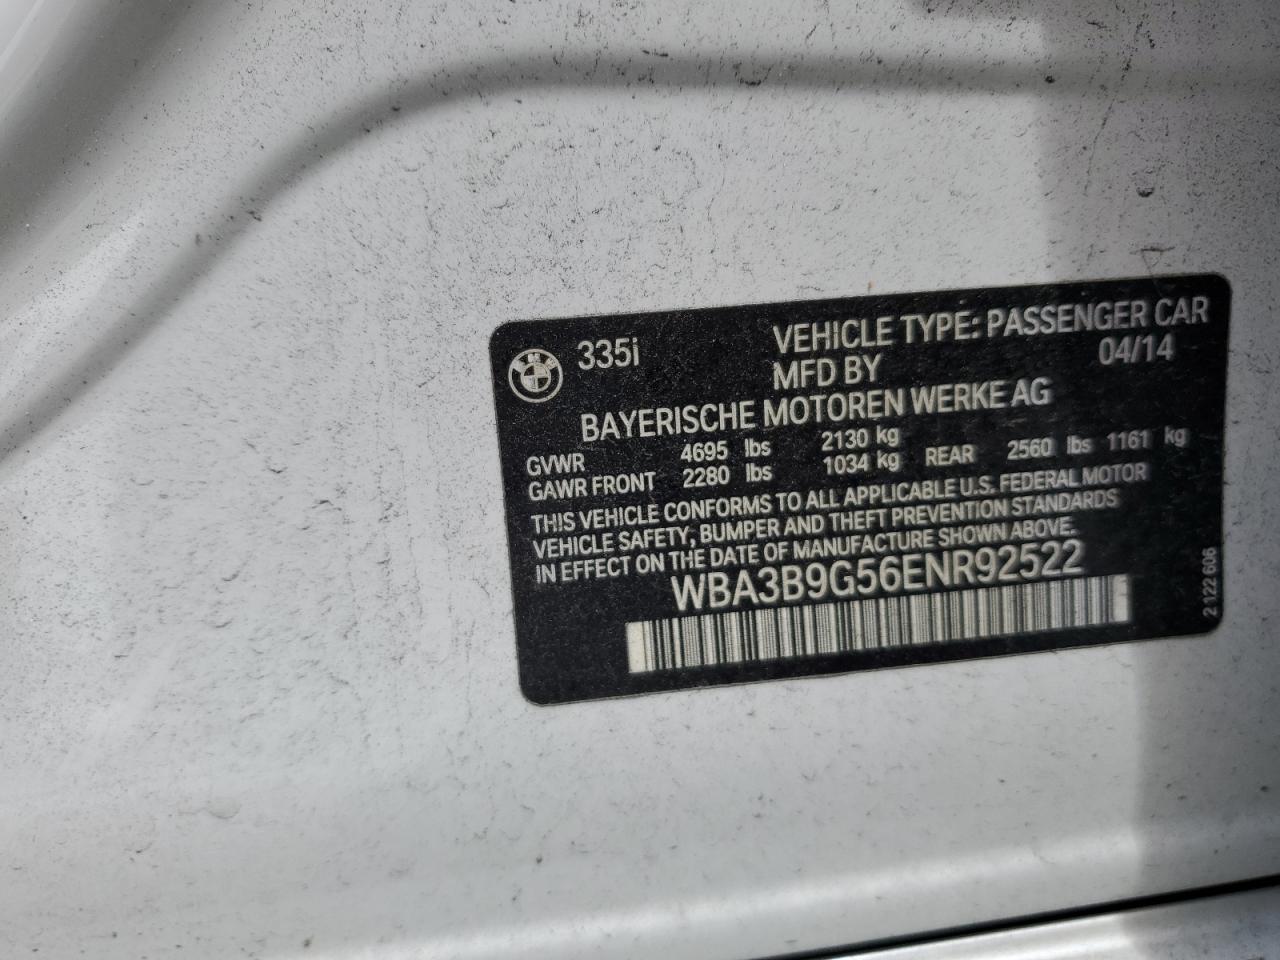 BMW
335i
VEHICLE TYPE: PASSENGER CAR
MFD BY 04/14
BAYERISCHE MOTOREN WERKE AG
GVWR 4695 lbs 2130 kg
GAWR FRONT 2280 lbs 1034 kg REAR 2560 lbs 1161 kg
THIS VEHICLE CONFORMS TO ALL APPLICABLE U.S. FEDERAL MOTOR
VEHICLE SAFETY, BUMPER AND THEFT PREVENTION STANDARDS
IN EFFECT ON THE DATE OF MANUFACTURE SHOWN ABOVE.
WBA3B9G56ENR92522
2 122 606